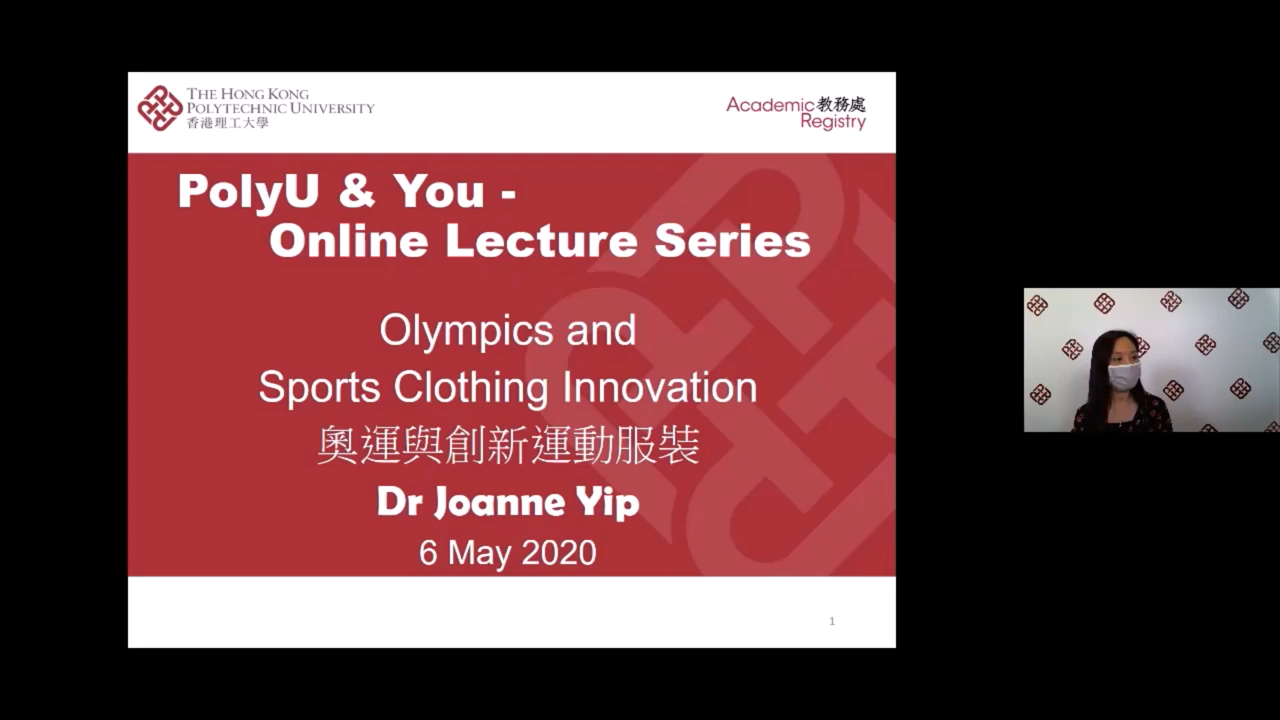 THE HONG KONG
POLYTECHNIC UNIVERSITY
香港理工大學
Academic 教務處
Registry
PolyU & You -
Online Lecture Series
Olympics and
Sports Clothing Innovation
奧運與創新運動服裝
Dr Joanne Yip
6 May 2020
1